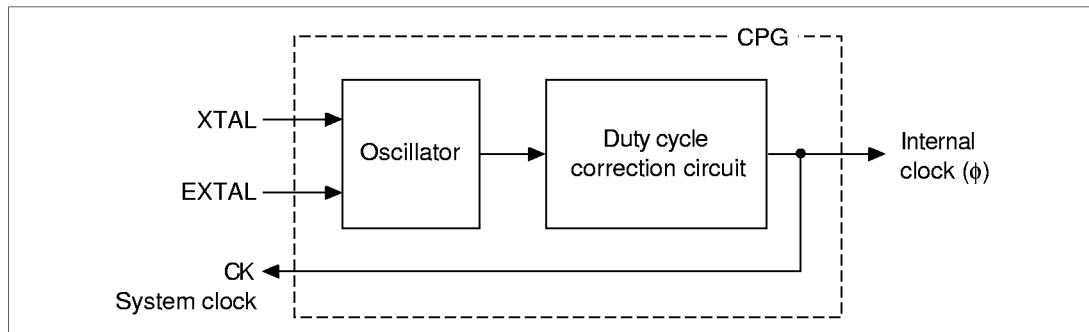 CPG
XTAL
EXTAL
Oscillator
Duty cycle
correction circuit
Internal
clock (ϕ)
CK
System clock